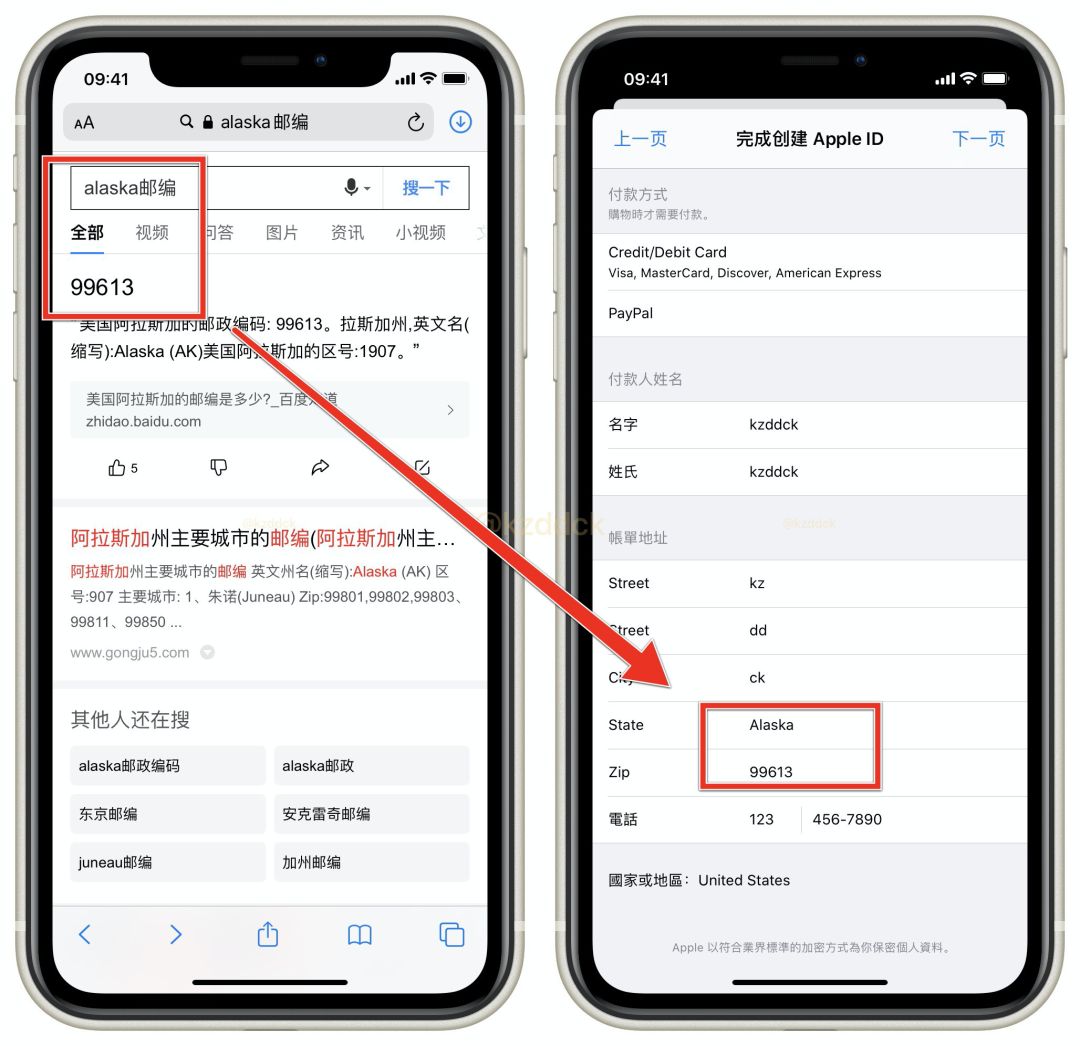 09:41
AA
alaska 邮编
alaska邮编
搜一下
全部 视频 问答 图片 资讯 小视频
99613
“美国阿拉斯加的邮政编码: 99613。拉斯加州,英文名(
缩写):Alaska (AK)美国阿拉斯加的区号:1907。”
美国阿拉斯加的邮编是多少?_百度知道
zhidao.baidu.com
5
@kzddck
阿拉斯加州主要城市的邮编(阿拉斯加州主...
阿拉斯加州主要城市的邮编 英文州名(缩写):Alaska (AK) 区
号:907 主要城市: 1、朱诺(Juneau) Zip:99801,99802,99803、
99811、99850 ...
www.gongju5.com
其他人还在搜
alaska邮政编码 alaska邮政
东京邮编 安克雷奇邮编
juneau邮编 加州邮编
@kzddck
09:41
上一页 完成创建 Apple ID 下一页
付款方式
購物時才需要付款。
Credit/Debit Card
Visa, MasterCard, Discover, American Express
PayPal
付款人姓名
名字 kzddck
姓氏 kzddck
@kzddck
帳單地址
Street kz
Street dd
City ck
State Alaska
Zip 99613
電話 123 456-7890
國家或地區：United States
Apple 以符合業界標準的加密方式為你保密個人資料。